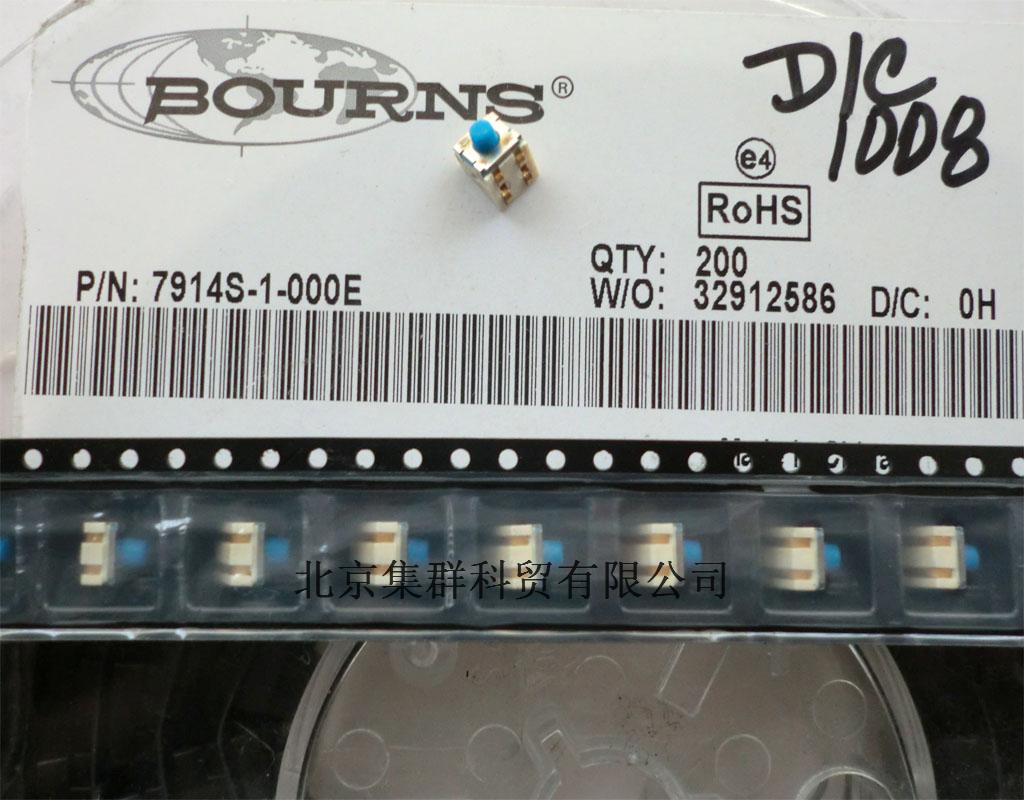 BOURNS®
D/C 1008
e4
RoHS
P/N: 7914S-1-000E
QTY: 200
W/O: 32912586 D/C: 0H
北京集群科贸有限公司